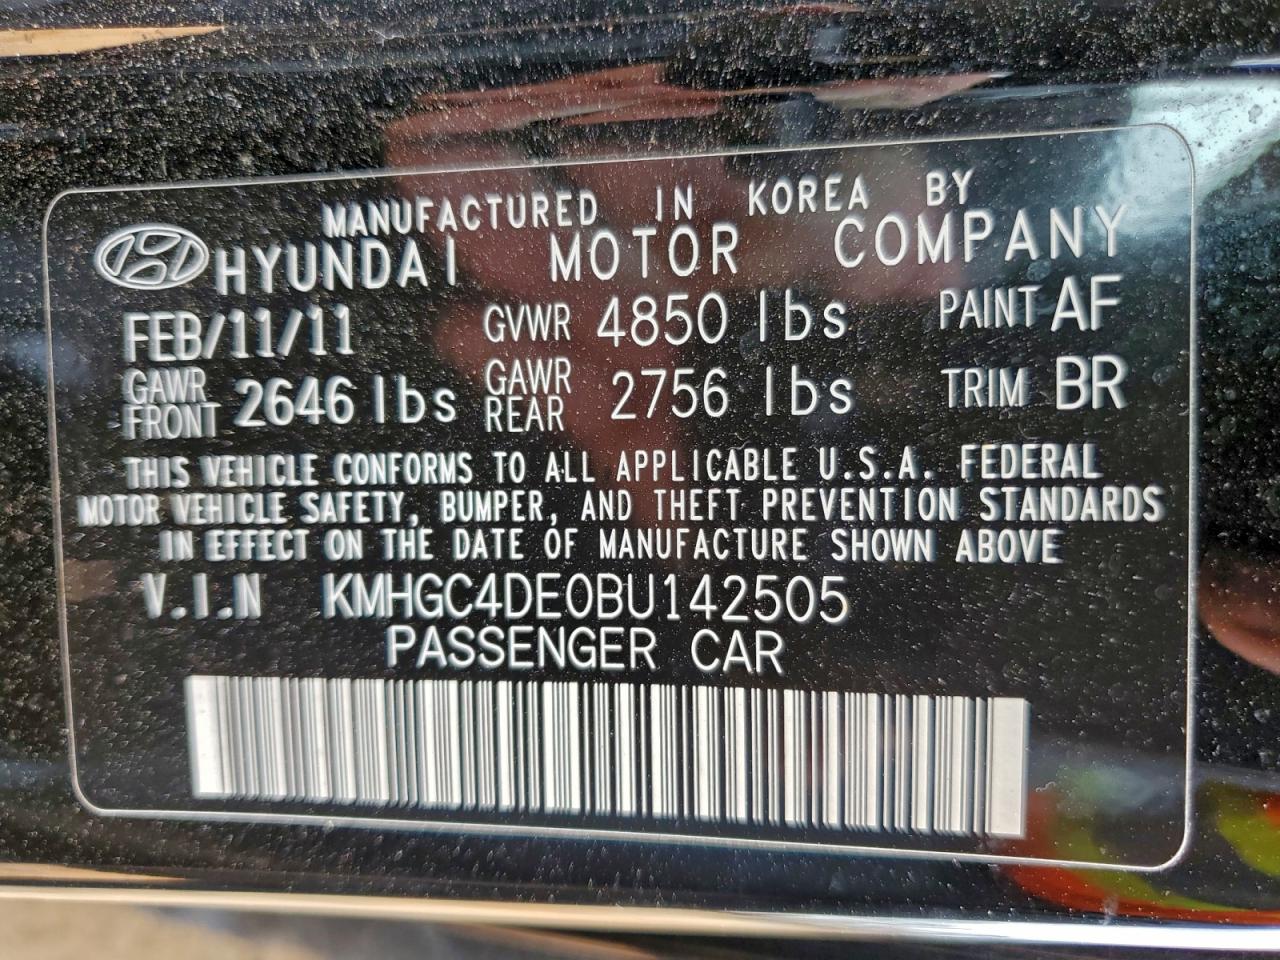 MANUFACTURED IN KOREA BY
HYUNDAI MOTOR COMPANY
FEB/11/11 GVWR 4850 lbs PAINT AF
GAWR FRONT 2646 lbs GAWR REAR 2756 lbs TRIM BR
THIS VEHICLE CONFORMS TO ALL APPLICABLE U.S.A. FEDERAL
MOTOR VEHICLE SAFETY, BUMPER, AND THEFT PREVENTION STANDARDS
IN EFFECT ON THE DATE OF MANUFACTURE SHOWN ABOVE
V.I.N KMHGC4DE0BU142505
PASSENGER CAR